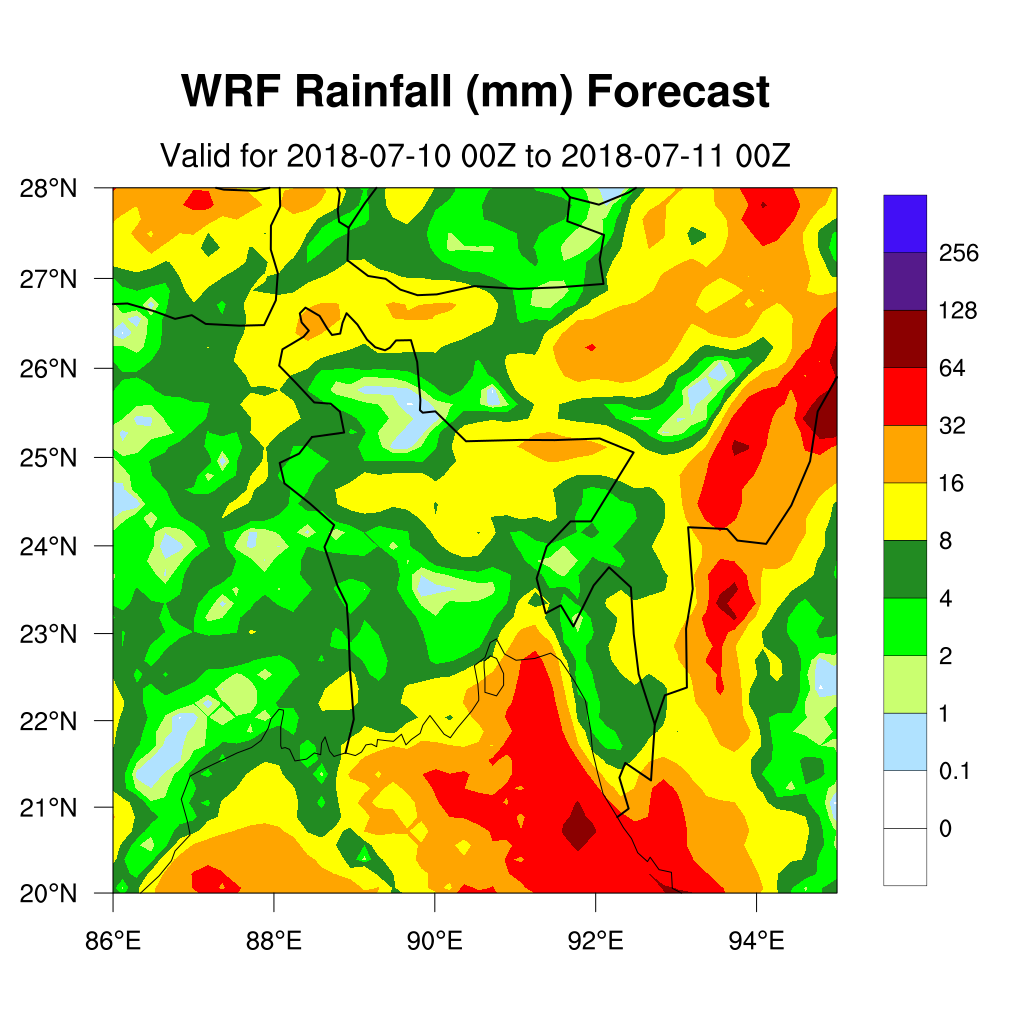 WRF Rainfall (mm) Forecast
Valid for 2018-07-10 00Z to 2018-07-11 00Z
28°N
27°N
26°N
25°N
24°N
23°N
22°N
21°N
20°N
86°E 88°E 90°E 92°E 94°E
256
128
64
32
16
8
4
2
1
0.1
0